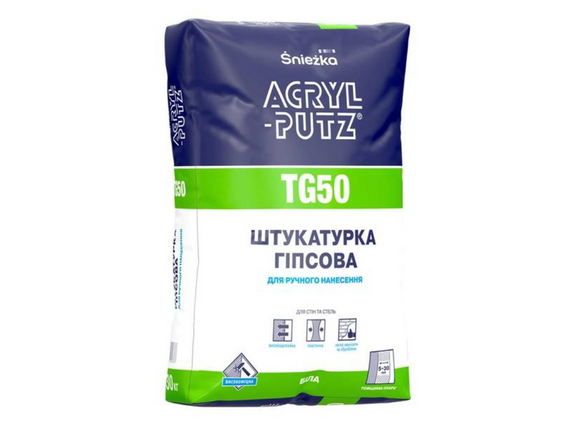 Śnieżka
ACRYL
-PUTZ®
TG50
ШТУКАТУРКА
ГІПСОВА
ДЛЯ РУЧНОГО НАНЕСЕННЯ
ДЛЯ СТІН ТА СТЕЛЬ
БІЛА